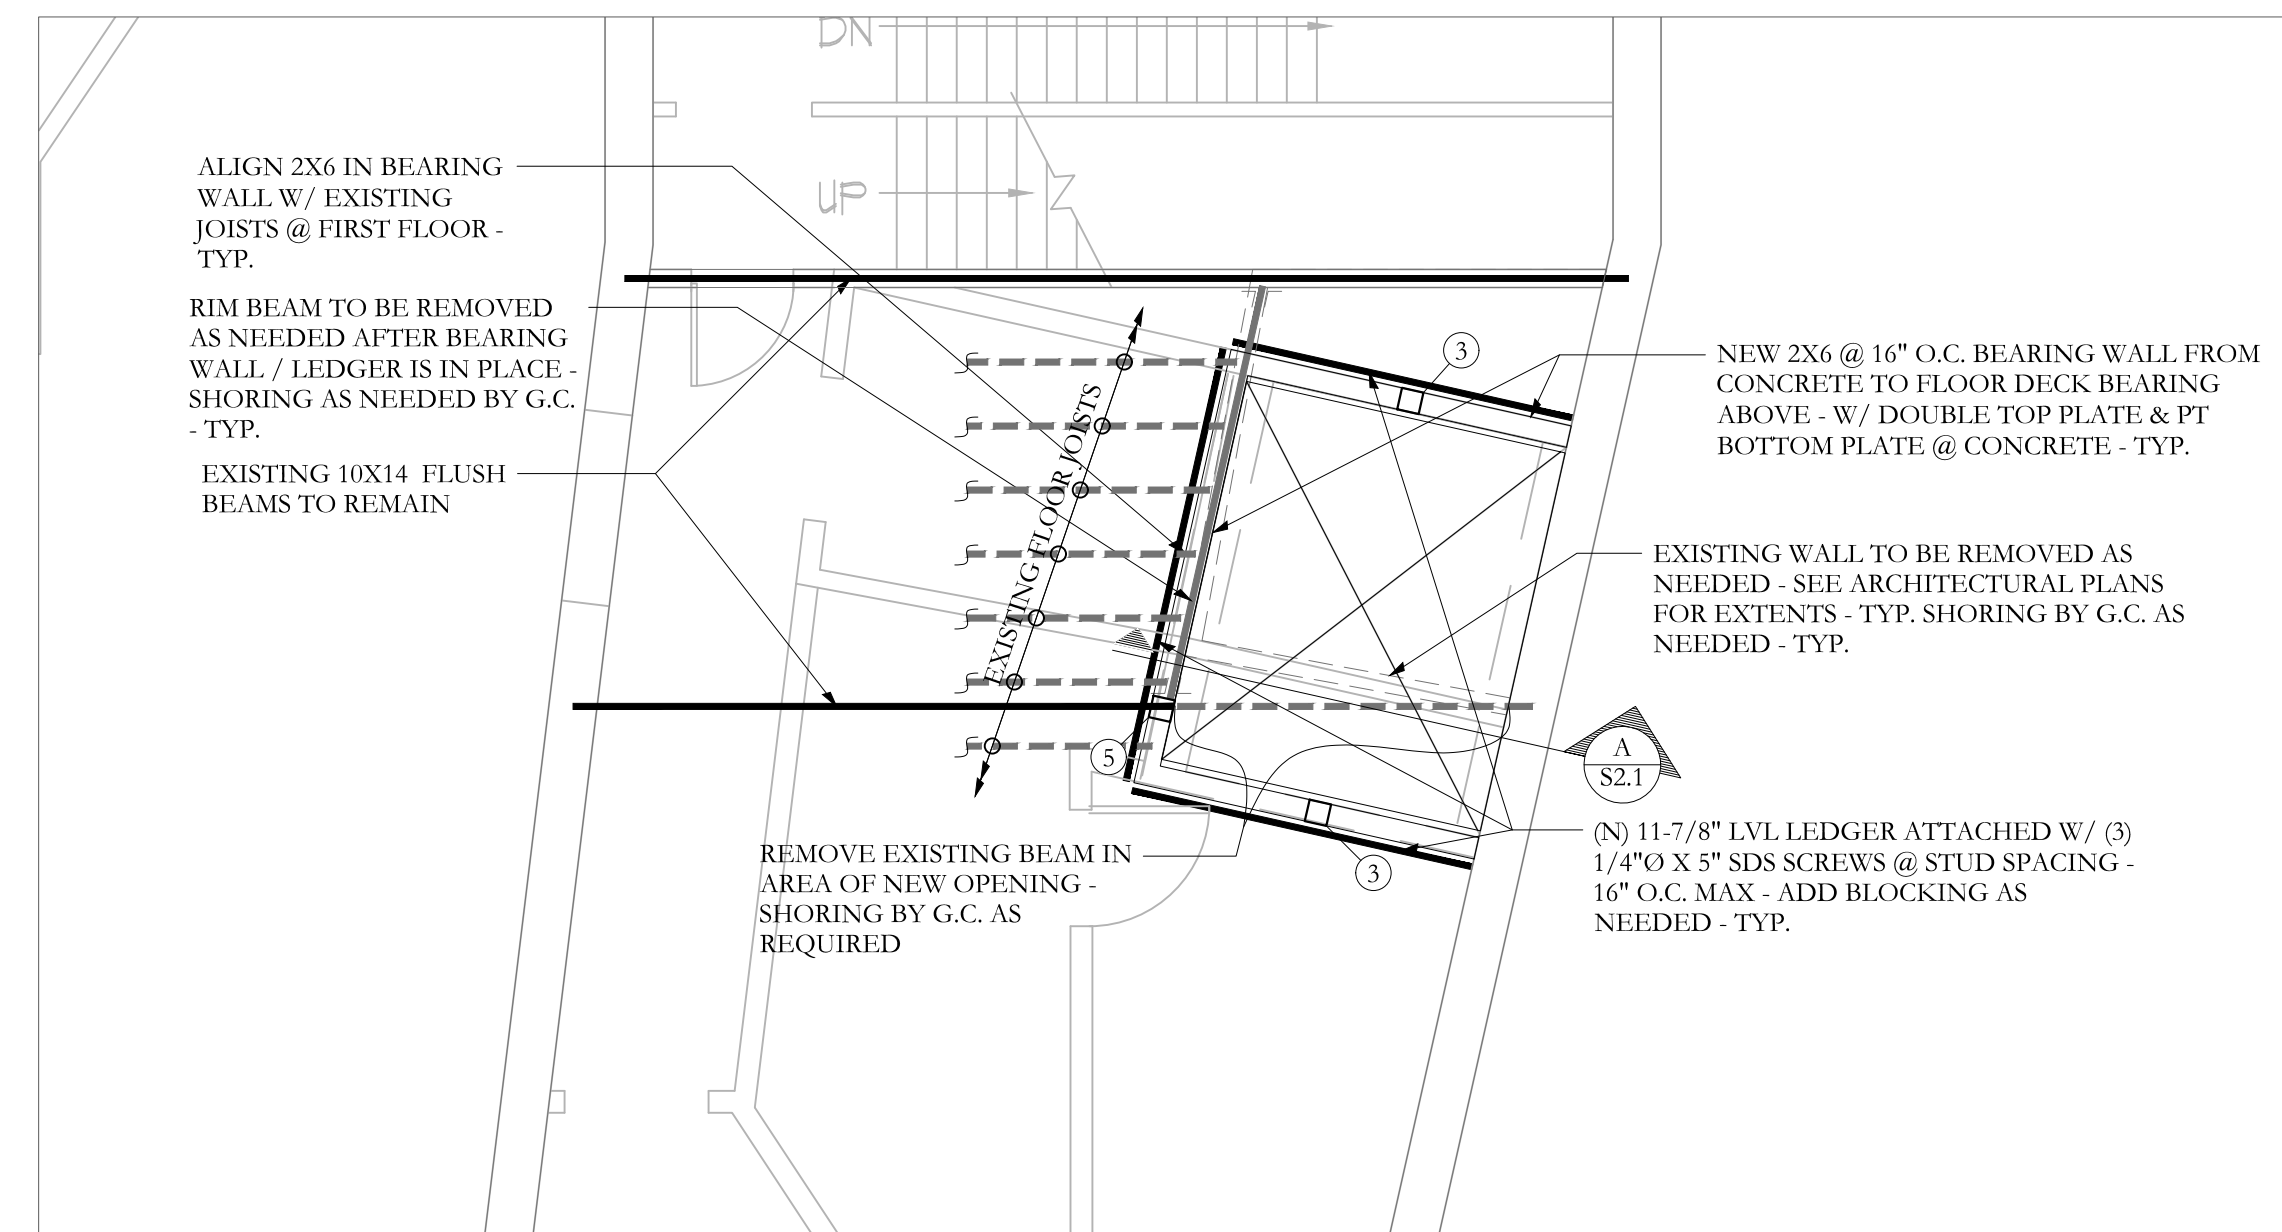 DN
UP
ALIGN 2X6 IN BEARING
WALL W/ EXISTING
JOISTS @ FIRST FLOOR -
TYP.
RIM BEAM TO BE REMOVED
AS NEEDED AFTER BEARING
WALL / LEDGER IS IN PLACE -
SHORING AS NEEDED BY G.C.
- TYP.
EXISTING 10X14 FLUSH
BEAMS TO REMAIN
EXISTING FLOOR JOISTS
3
NEW 2X6 @ 16" O.C. BEARING WALL FROM
CONCRETE TO FLOOR DECK BEARING
ABOVE - W/ DOUBLE TOP PLATE & PT
BOTTOM PLATE @ CONCRETE - TYP.
EXISTING WALL TO BE REMOVED AS
NEEDED - SEE ARCHITECTURAL PLANS
FOR EXTENTS - TYP. SHORING BY G.C. AS
NEEDED - TYP.
5
A
S2.1
REMOVE EXISTING BEAM IN
AREA OF NEW OPENING -
SHORING BY G.C. AS
REQUIRED
3
(N) 11-7/8" LVL LEDGER ATTACHED W/ (3)
1/4"Ø X 5" SDS SCREWS @ STUD SPACING -
16" O.C. MAX - ADD BLOCKING AS
NEEDED - TYP.